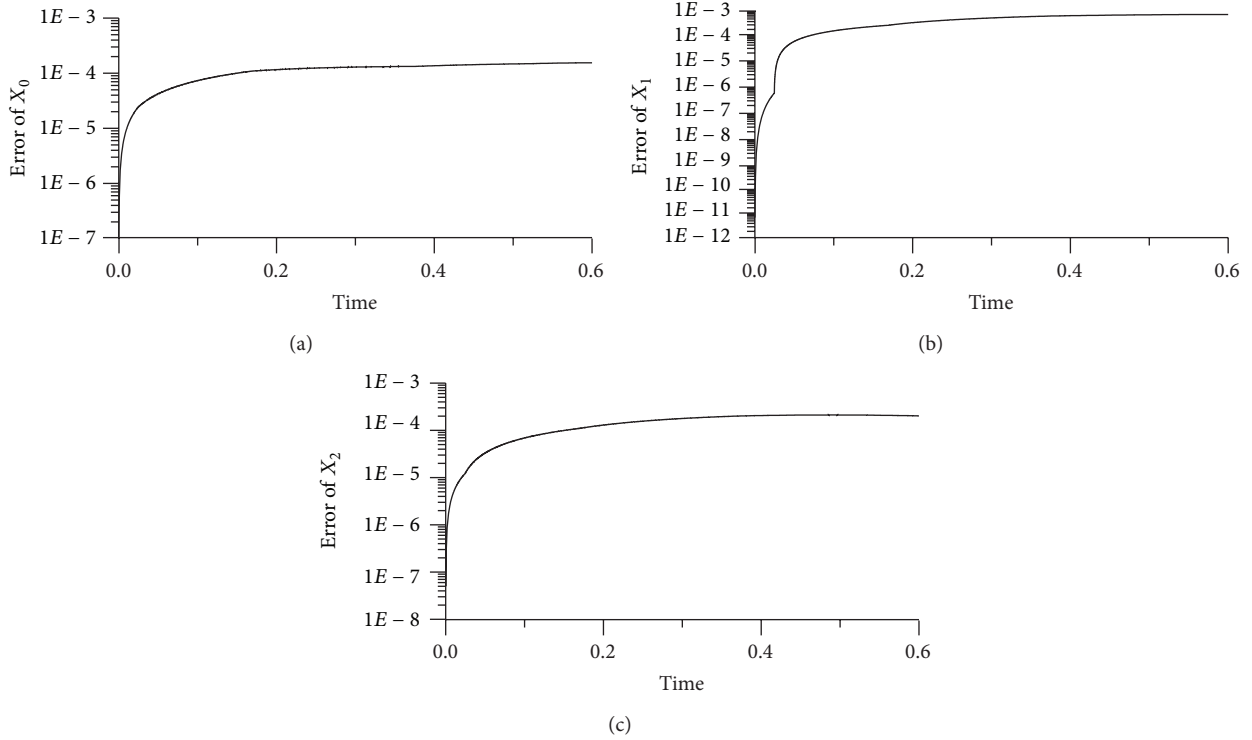 1E − 3
1E − 4
1E − 5
1E − 6
1E − 7
Error of X₀
0.0 0.2 0.4 0.6
Time
(a)
1E − 3
1E − 4
1E − 5
1E − 6
1E − 7
1E − 8
1E − 9
1E − 10
1E − 11
1E − 12
Error of X₁
0.0 0.2 0.4 0.6
Time
(b)
1E − 3
1E − 4
1E − 5
1E − 6
1E − 7
1E − 8
Error of X₂
0.0 0.2 0.4 0.6
Time
(c)